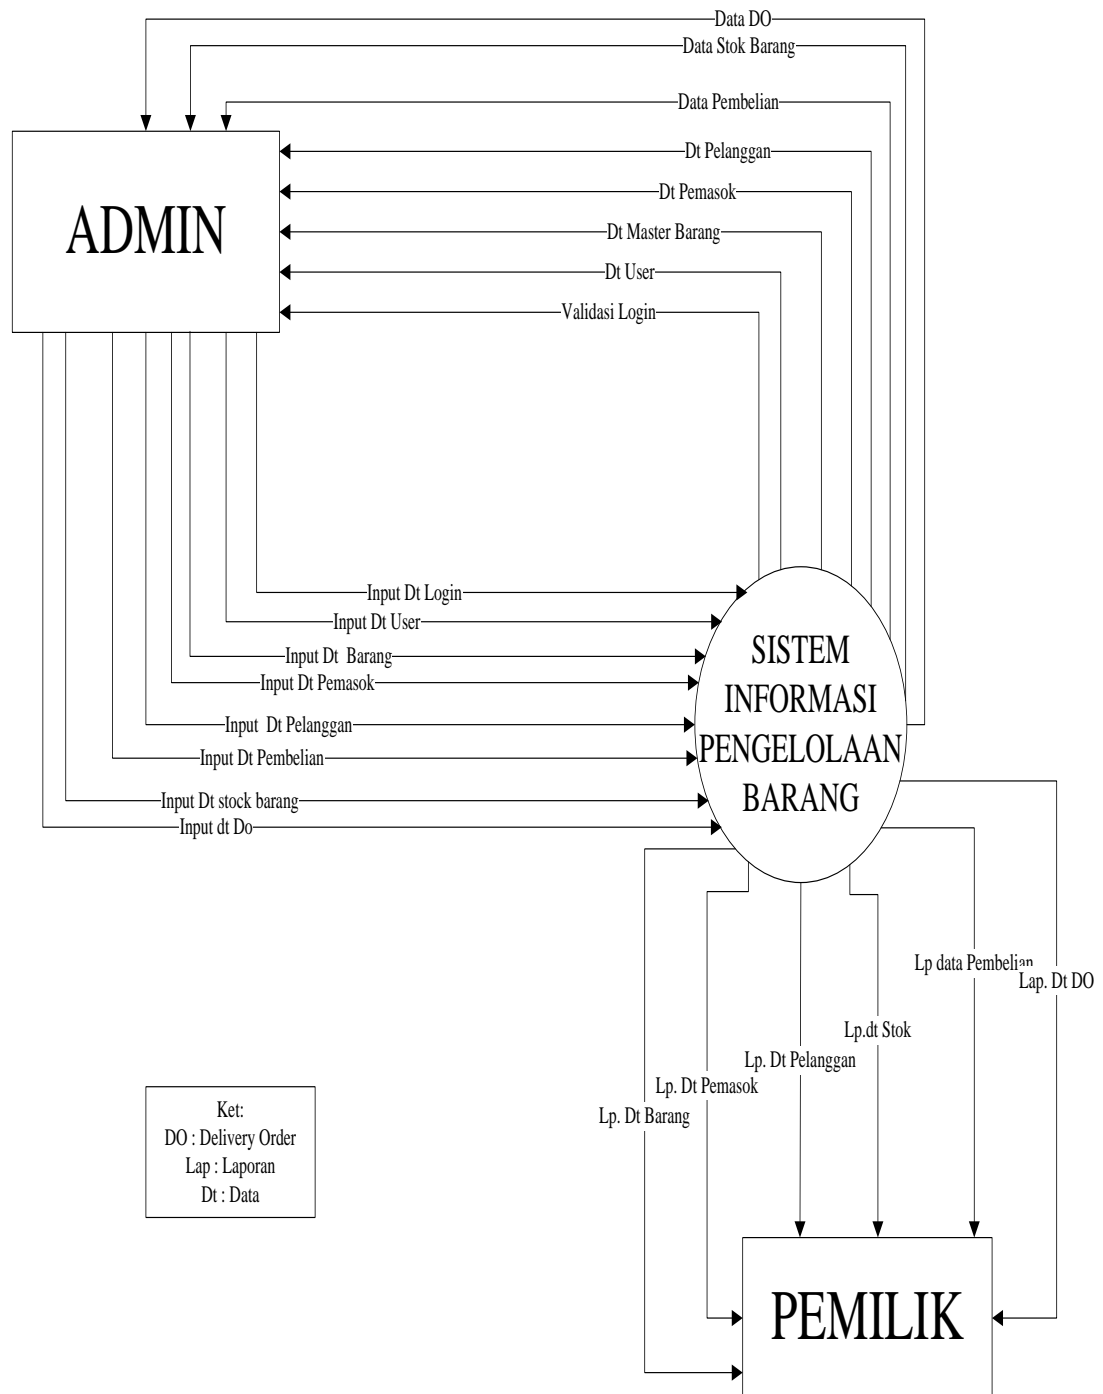 Data DO
Data Stok Barang
Data Pembelian
Dt Pelanggan
Dt Pemasok
ADMIN
Dt Master Barang
Dt User
Validasi Login
Input Dt Login
Input Dt User
Input Dt  Barang
Input Dt Pemasok
Input  Dt Pelanggan
Input Dt Pembelian
Input Dt stock barang
Input dt Do
SISTEM
INFORMASI
PENGELOLAAN
BARANG
Lp data Pembelian
Lap. Dt DO
Lp.dt Stok
Lp. Dt Pelanggan
Lp. Dt Pemasok
Lp. Dt Barang
Ket:
DO : Delivery Order
Lap : Laporan
Dt : Data
PEMILIK